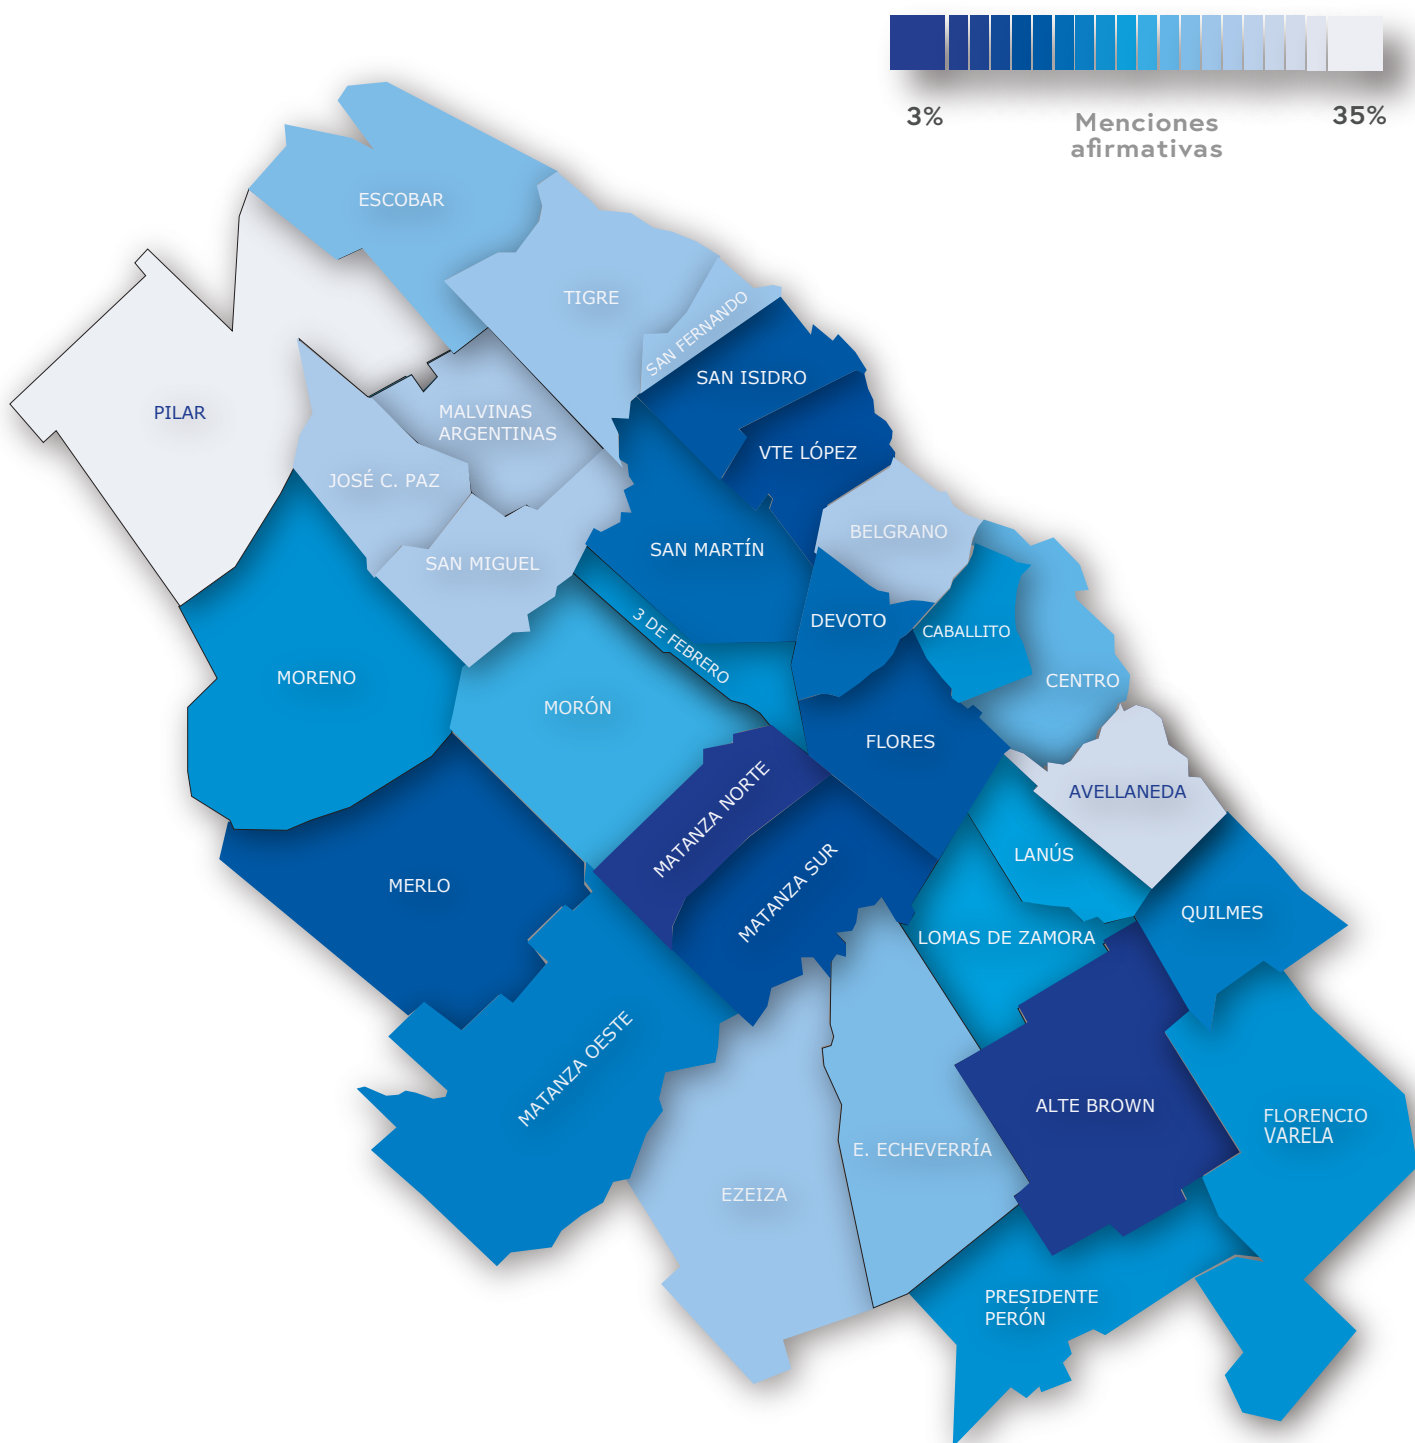 3%
35%
Menciones
afirmativas
ESCOBAR
TIGRE
SAN FERNANDO
SAN ISIDRO
PILAR
MALVINAS
ARGENTINAS
VTE LÓPEZ
JOSÉ C. PAZ
BELGRANO
SAN MARTÍN
SAN MIGUEL
DEVOTO
CABALLITO
3 DE FEBRERO
MORENO
CENTRO
MORÓN
FLORES
AVELLANEDA
MATANZA NORTE
LANÚS
MERLO
MATANZA SUR
QUILMES
LOMAS DE ZAMORA
MATANZA OESTE
ALTE BROWN
FLORENCIO
VARELA
E. ECHEVERRÍA
EZEIZA
PRESIDENTE
PERÓN